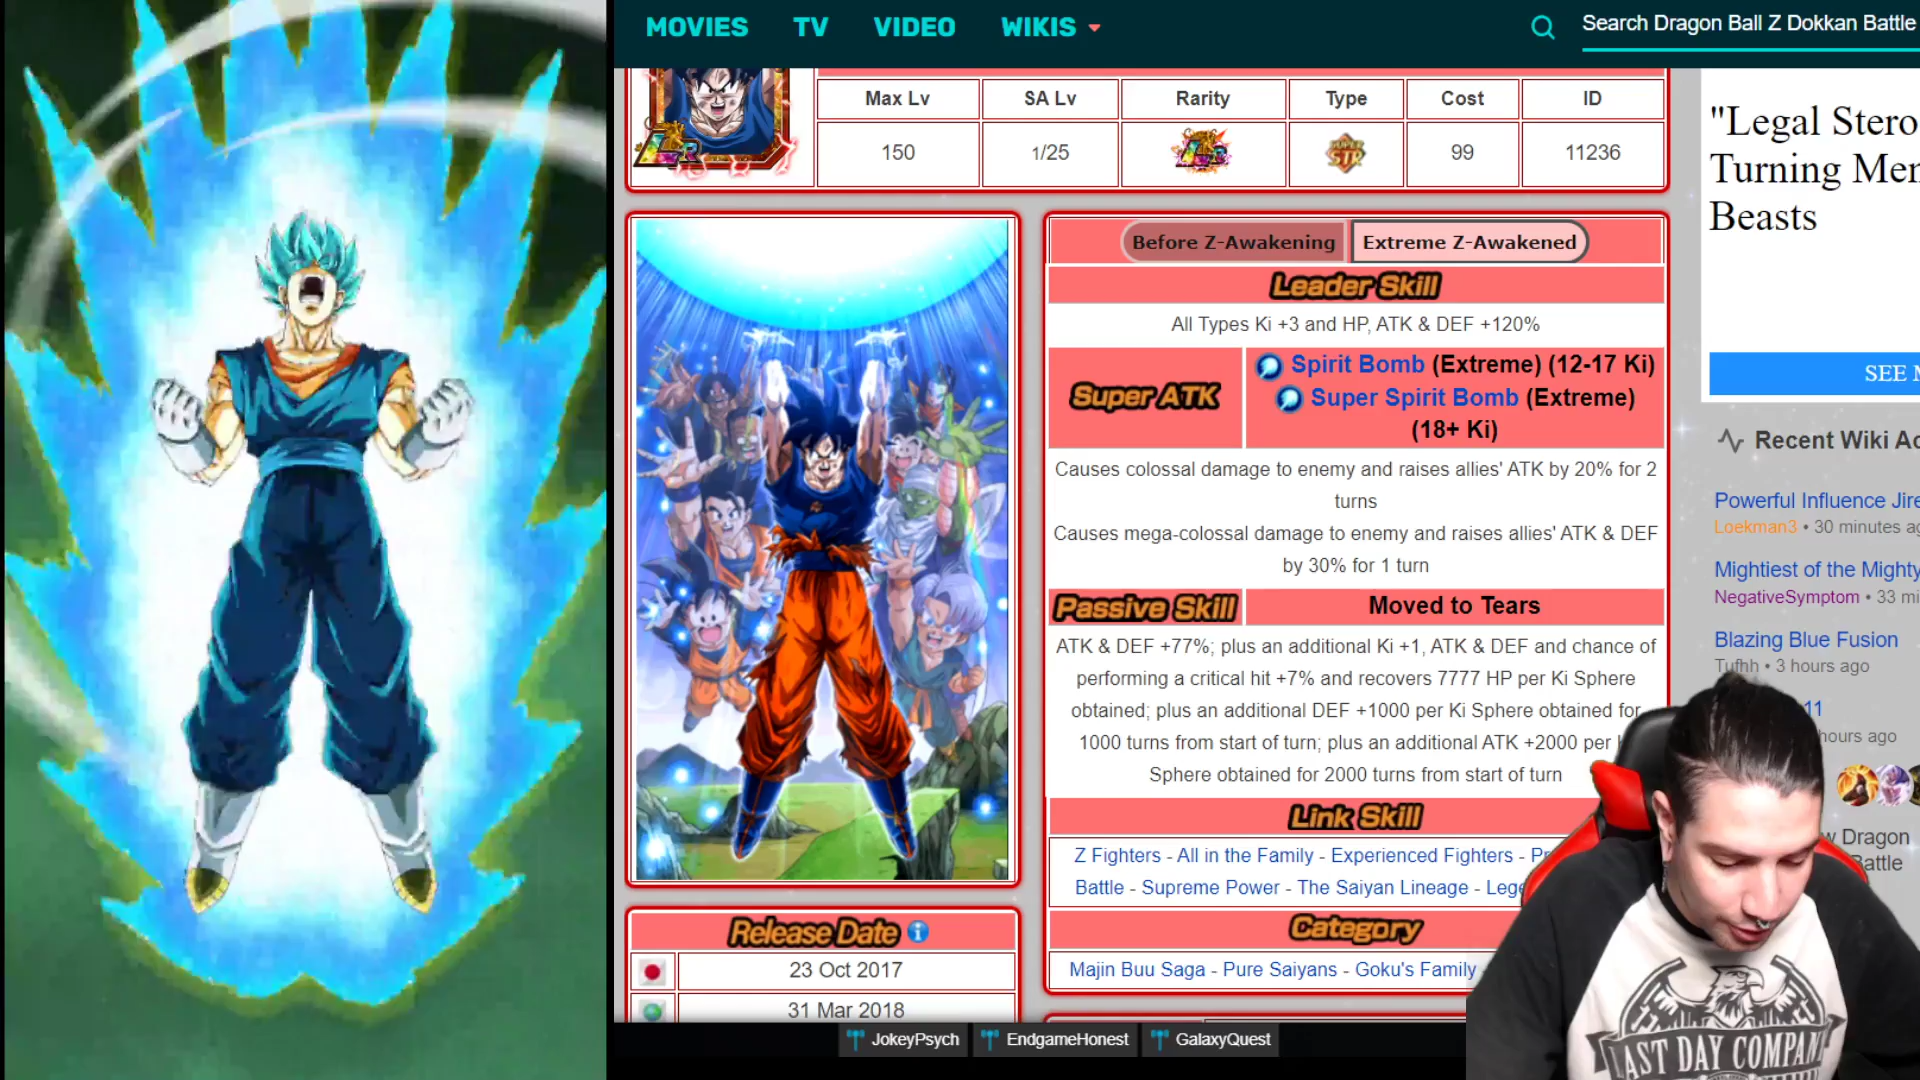 MOVIES TV VIDEO WIKIS
Search Dragon Ball Z Dokkan Battle
LR
Max Lv SA Lv Rarity Type Cost ID
150 1/25 LR SUPER STR 99 11236
Before Z-Awakening Extreme Z-Awakened
Leader Skill
All Types Ki +3 and HP, ATK & DEF +120%
Super ATK
Spirit Bomb (Extreme) (12-17 Ki)
Super Spirit Bomb (Extreme)
(18+ Ki)
Causes colossal damage to enemy and raises allies' ATK by 20% for 2
turns
Causes mega-colossal damage to enemy and raises allies' ATK & DEF
by 30% for 1 turn
Passive Skill Moved to Tears
ATK & DEF +77%; plus an additional Ki +1, ATK & DEF and chance of
performing a critical hit +7% and recovers 7777 HP per Ki Sphere
obtained; plus an additional DEF +1000 per Ki Sphere obtained for
1000 turns from start of turn; plus an additional ATK +2000 per
Sphere obtained for 2000 turns from start of turn
Link Skill
Z Fighters - All in the Family - Experienced Fighters -
Battle - Supreme Power - The Saiyan Lineage -
Category
Majin Buu Saga - Pure Saiyans - Goku's Family
Release Date
23 Oct 2017
31 Mar 2018
JokeyPsych EndgameHonest GalaxyQuest
"Legal
Turning
Beasts
SEE
Recent Wiki
Powerful Influence
Loekman3 • 30 minutes
Mightiest of the Mighty
NegativeSymptom • 33
Blazing Blue Fusion
Tufhh • 3 hours ago
11
hours ago
Dragon
Battle
LAST DAY